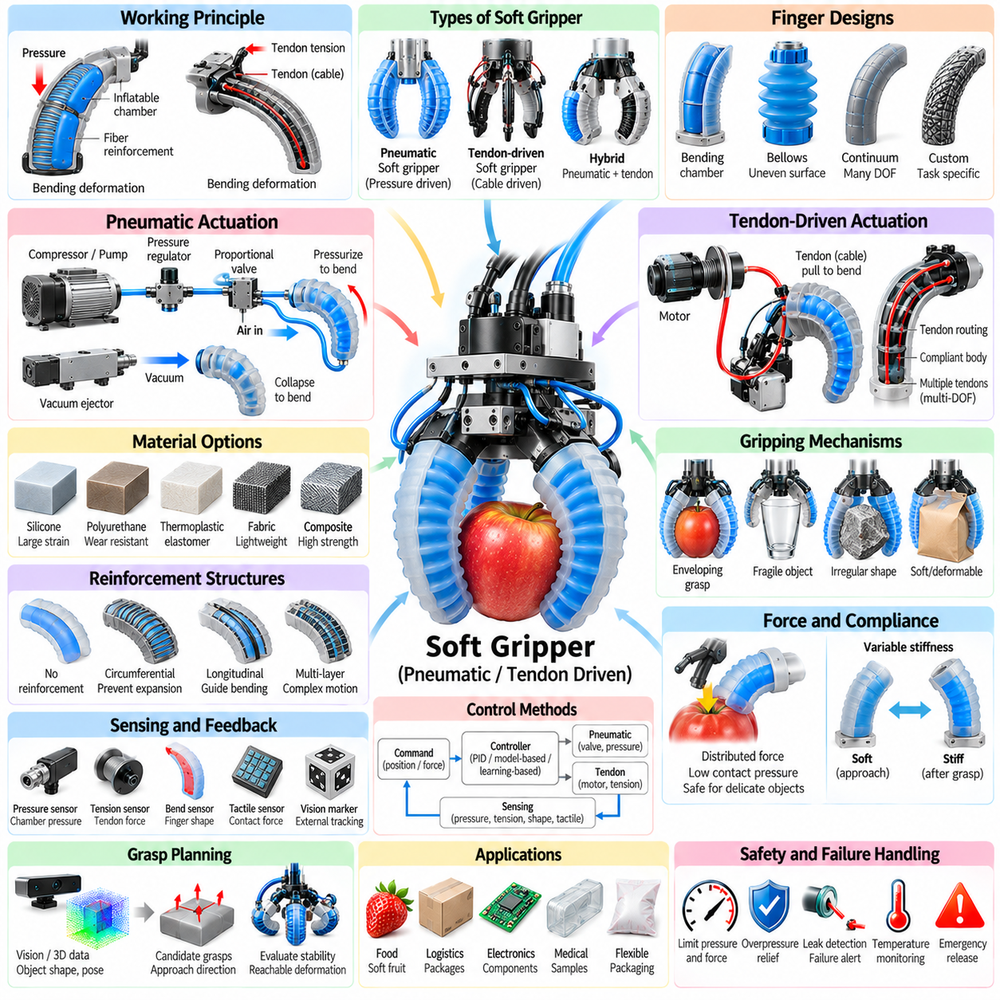 Working Principle
Pressure
Inflatable
chamber
Fiber
reinforcement
Bending deformation
Tendon tension
Tendon (cable)
Bending deformation
Types of Soft Gripper
Pneumatic
Soft gripper
(Pressure driven)
Tendon-driven
Soft gripper
(Cable driven)
Hybrid
Pneumatic + tendon
Finger Designs
Bending
chamber
Bellows
Uneven surface
Continuum
Many DOF
Custom
Task specific
Pneumatic Actuation
Compressor / Pump
Pressure
regulator
Proportional
valve
Pressurize
to bend
Air in
Vacuum ejector
Vacuum
Collapse
to bend
Tendon-Driven Actuation
Motor
Tendon (cable)
pull to bend
Tendon routing
Compliant body
Multiple tendons
(multi-DOF)
Material Options
Silicone
Large strain
Polyurethane
Wear resistant
Thermoplastic
elastomer
Fabric
Lightweight
Composite
High strength
Gripping Mechanisms
Enveloping
grasp
Fragile object
Irregular shape
Soft/deformable
Reinforcement Structures
No
reinforcement
Circumferential
Prevent expansion
Longitudinal
Guide bending
Multi-layer
Complex motion
Soft Gripper
(Pneumatic / Tendon Driven)
Force and Compliance
Distributed force
Low contact pressure
Safe for delicate objects
Variable stiffness
Soft
(approach)
Stiff
(after grasp)
Sensing and Feedback
Pressure sensor
Chamber pressure
Tension sensor
Tendon force
Bend sensor
Finger shape
Tactile sensor
Contact force
Vision marker
External tracking
Control Methods
Command
(position / force)
Controller
(PID / model-based /
learning-based)
Pneumatic
(valve, pressure)
Tendon
(motor, tension)
Sensing
(pressure, tension, shape, tactile)
Grasp Planning
Vision / 3D data
Object shape, pose
Candidate grasps
Approach direction
Evaluate stability
Reachable deformation
Applications
Food
Soft fruit
Logistics
Packages
Electronics
Components
Medical
Samples
Flexible
Packaging
Safety and Failure Handling
Limit pressure
and force
Overpressure
relief
Leak detection
Failure alert
Temperature
monitoring
Emergency
release